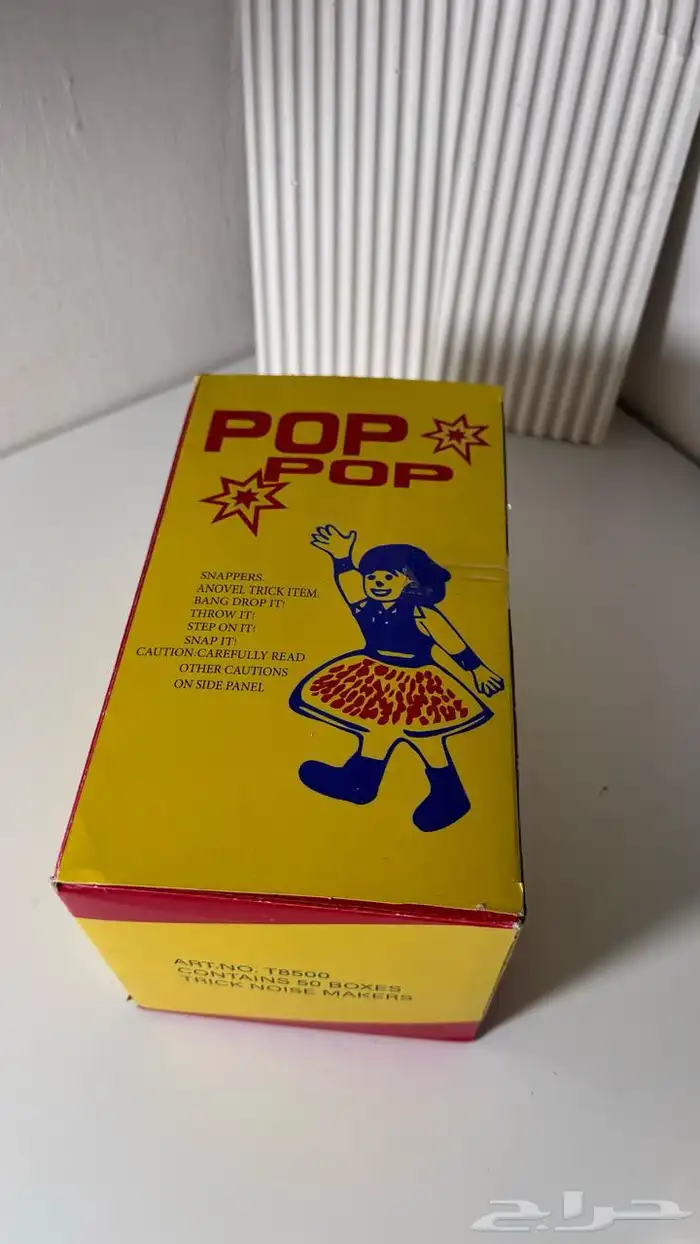 POP
POP
SNAPPERS.
ANOVEL TRICK ITEM.
BANG DROP IT!
THROW IT!
STEP ON IT!
SNAP IT!
CAUTION:CAREFULLY READ
OTHER CAUTIONS
ON SIDE PANEL
ART.NO. T8500
CONTAINS 50 BOXES
TRICK NOISE MAKERS
حراج